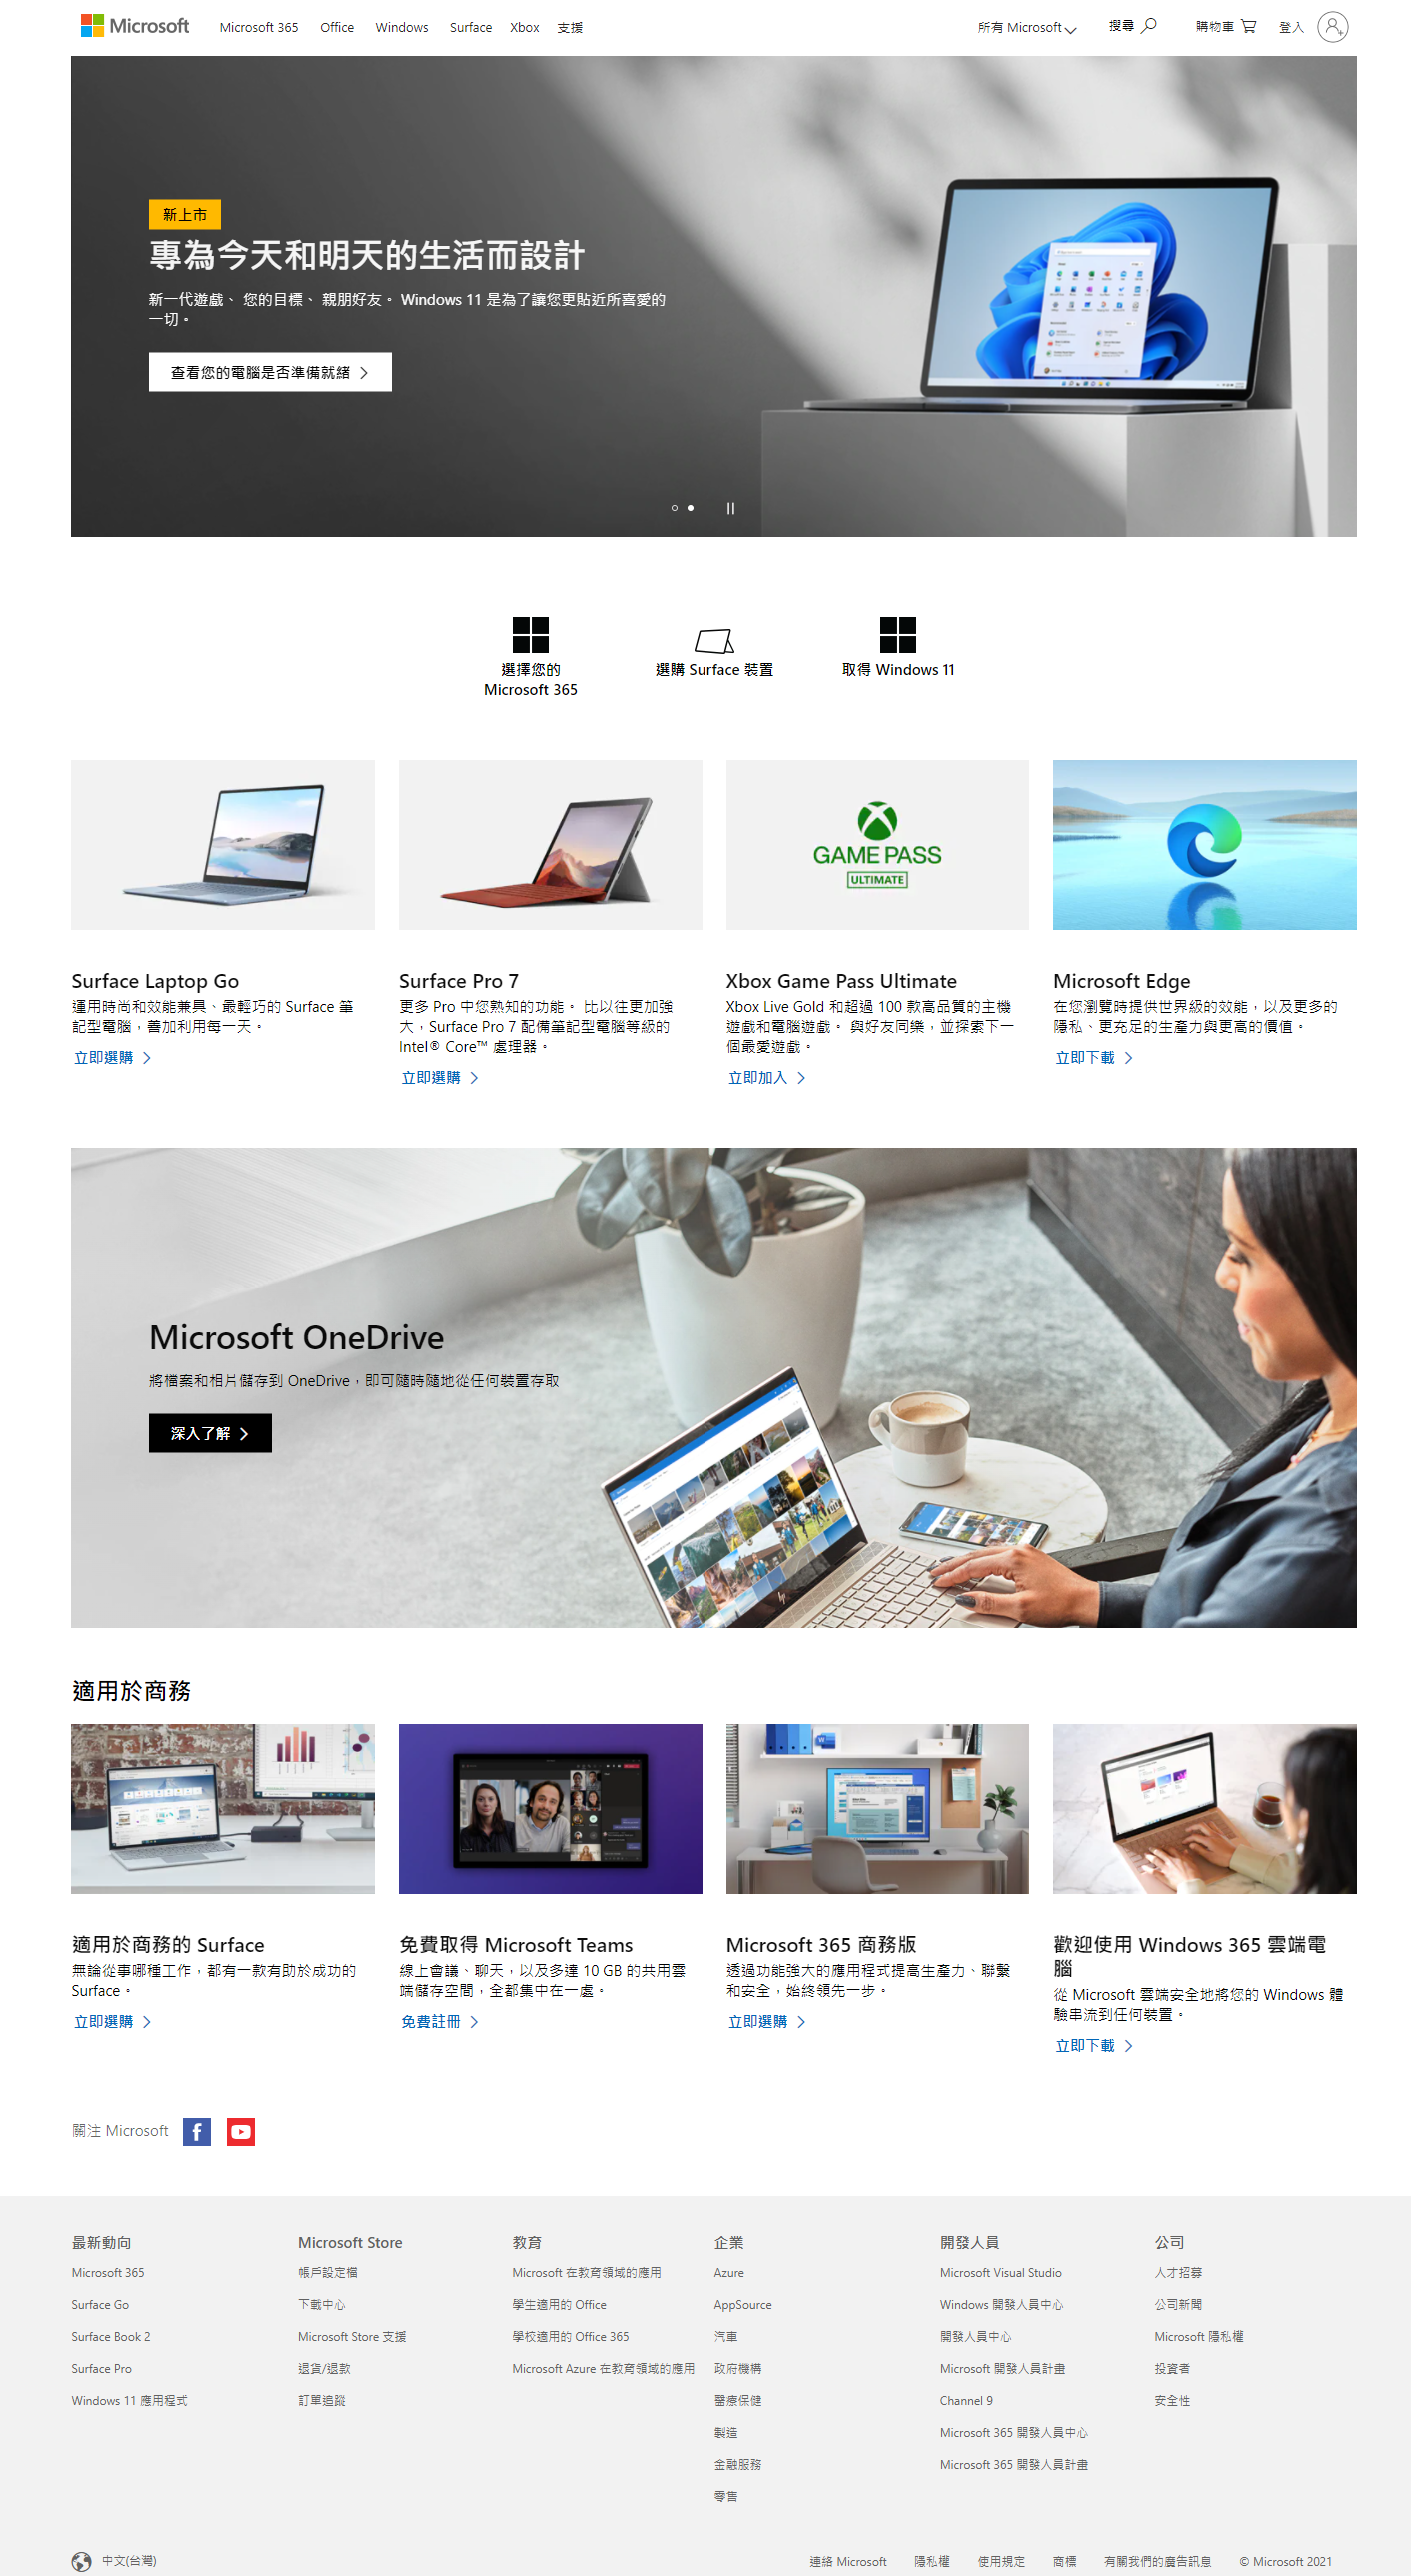 Microsoft
Microsoft 365 Office Windows Surface Xbox 支援
所有 Microsoft 搜尋 購物車 登入
新上市
專為今天和明天的生活而設計
新一代遊戲、 您的目標、 親朋好友。 Windows 11 是為了讓您更貼近所喜愛的
一切。
查看您的電腦是否準備就緒
選擇您的
Microsoft 365
選購 Surface 裝置
取得 Windows 11
GAME PASS
ULTIMATE
Surface Laptop Go
運用時尚和效能兼具、最輕巧的 Surface 筆
記型電腦，善加利用每一天。
立即選購
Surface Pro 7
更多 Pro 中您熟知的功能。 比以往更加強
大，Surface Pro 7 配備筆記型電腦等級的
Intel® Core™ 處理器。
立即選購
Xbox Game Pass Ultimate
Xbox Live Gold 和超過 100 款高品質的主機
遊戲和電腦遊戲。 與好友同樂，並探索下一
個最愛遊戲。
立即加入
Microsoft Edge
在您瀏覽時提供世界級的效能，以及更多的
隱私、更充足的生產力與更高的價值。
立即下載
Microsoft OneDrive
將檔案和相片儲存到 OneDrive，即可隨時隨地從任何裝置存取
深入了解
適用於商務
適用於商務的 Surface
無論從事哪種工作，都有一款有助於成功的
Surface。
立即選購
免費取得 Microsoft Teams
線上會議、聊天，以及多達 10 GB 的共用雲
端儲存空間，全都集中在一處。
免費註冊
Microsoft 365 商務版
透過功能強大的應用程式提高生產力、聯繫
和安全，始終領先一步。
立即選購
歡迎使用 Windows 365 雲端電
腦
從 Microsoft 雲端安全地將您的 Windows 體
驗串流到任何裝置。
立即下載
關注 Microsoft
最新動向
Microsoft 365
Surface Go
Surface Book 2
Surface Pro
Windows 11 應用程式
Microsoft Store
帳戶設定檔
下載中心
Microsoft Store 支援
退貨/退款
訂單追蹤
教育
Microsoft 在教育領域的應用
學生適用的 Office
學校適用的 Office 365
Microsoft Azure 在教育領域的應用
企業
Azure
AppSource
汽車
政府機構
醫療保健
製造
金融服務
零售
開發人員
Microsoft Visual Studio
Windows 開發人員中心
開發人員中心
Microsoft 開發人員計畫
Channel 9
Microsoft 365 開發人員中心
Microsoft 365 開發人員計畫
公司
人才招募
公司新聞
Microsoft 隱私權
投資者
安全性
中文(台灣)
連絡 Microsoft 隱私權 使用規定 商標 有關我們的廣告訊息 © Microsoft 2021